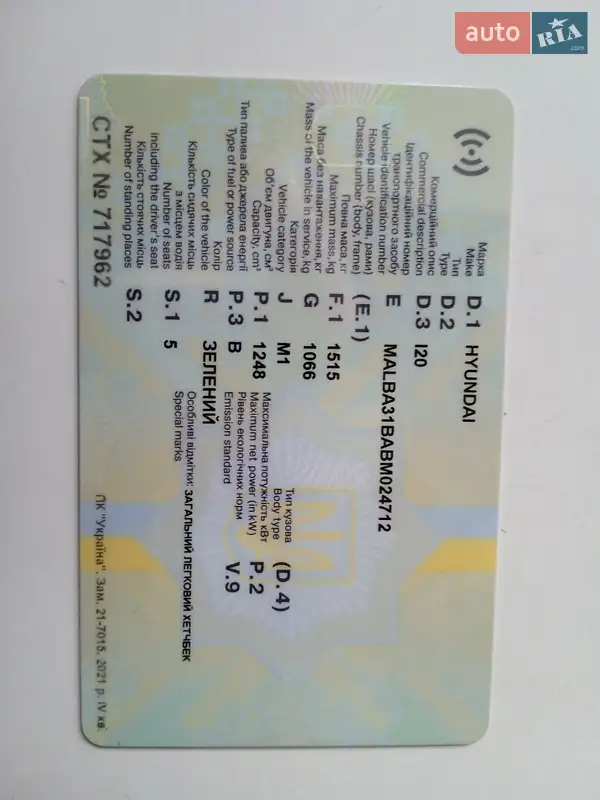 auto RIA .com
Марка D.1 HYUNDAI
Make
Тип D.2
Type
Комерційний опис D.3 I20
Commercial description
Ідентифікаційний номер
транспортного засобу E MALBA31BABM024712
Vehicle identification number
Номер шасі (кузова, рами) (E.1)
Chassis number (body, frame)
Повна маса, кг F.1 1515
Maximum mass, kg
Маса без навантаження, кг G 1066
Mass of the vehicle in service, kg
Категорія J M1 Тип кузова (D.4)
Vehicle category Body type
Об'єм двигуна, см³ P.1 1248 Максимальна потужність кВт P.2
Capacity, cm³ Maximum net power (in kW)
Тип палива або джерела енергії P.3 B Рівень екологічних норм V.9
Type of fuel or power source Emission standard
Колір R ЗЕЛЕНИЙ
Color of the vehicle
Кількість сидячих місць
з місцем водія S.1 5 Особливі відмітки: ЗАГАЛЬНИЙ ЛЕГКОВИЙ ХЕТЧБЕК
Number of seats Special marks
including the driver's seat
Кількість стоячих місць S.2
Number of standing places
СТХ № 717962 ПК "Україна". Зам. 21-7015. 2021 р. IV кв.